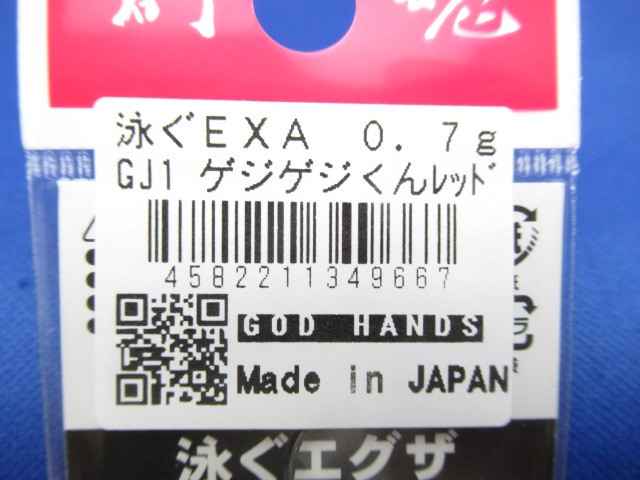 泳ぐEXA 0.7g
GJ1 ゲジゲジくんﾚｯﾄﾞ
4582211349667
GOD HANDS
Made in JAPAN
泳ぐエグザ